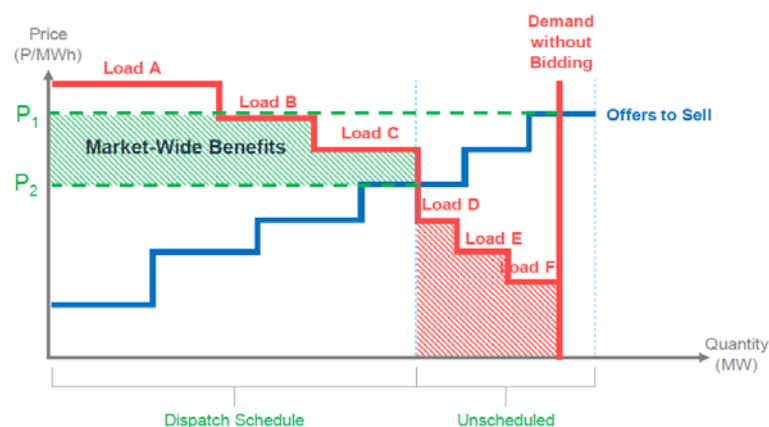 Demand
without
Bidding
Price
(P/MWh)
Load A
Load B
P1
Offers to Sell
Load C
Market-Wide Benefits
P2
Load D
Load E
Load F
Quantity
(MW)
Dispatch Schedule
Unscheduled